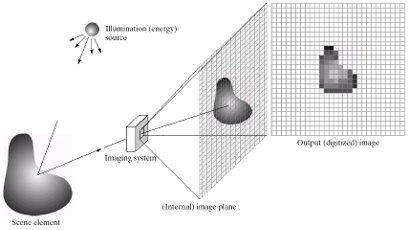 Illumination (energy)
source
Imaging system
Output (digitized) image
(Internal) image plane
Scene element